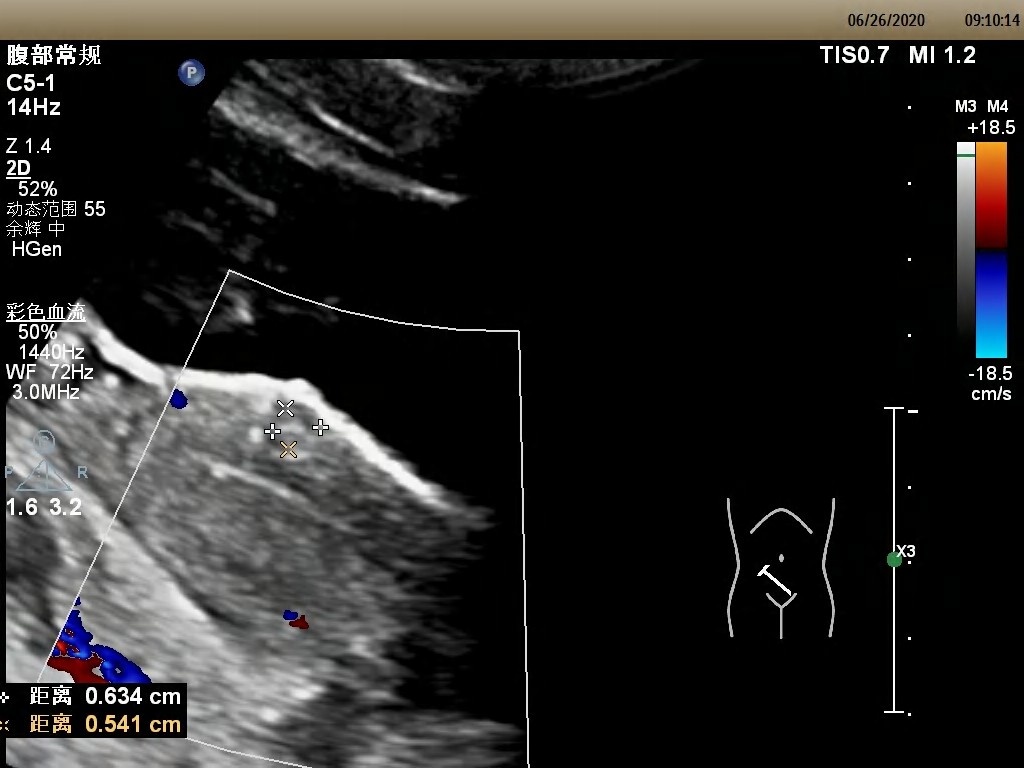 06/26/2020 09:10:14
腹部常规
TIS0.7 MI 1.2
P
C5-1
14Hz
M3 M4
+18.5
Z 1.4
2D
52%
动态范围 55
余辉 中
HGen
彩色血流
50%
1440Hz
WF 72Hz
3.0MHz
-18.5
cm/s
P R
1.6 3.2
X3
距离 0.634 cm
距离 0.541 cm